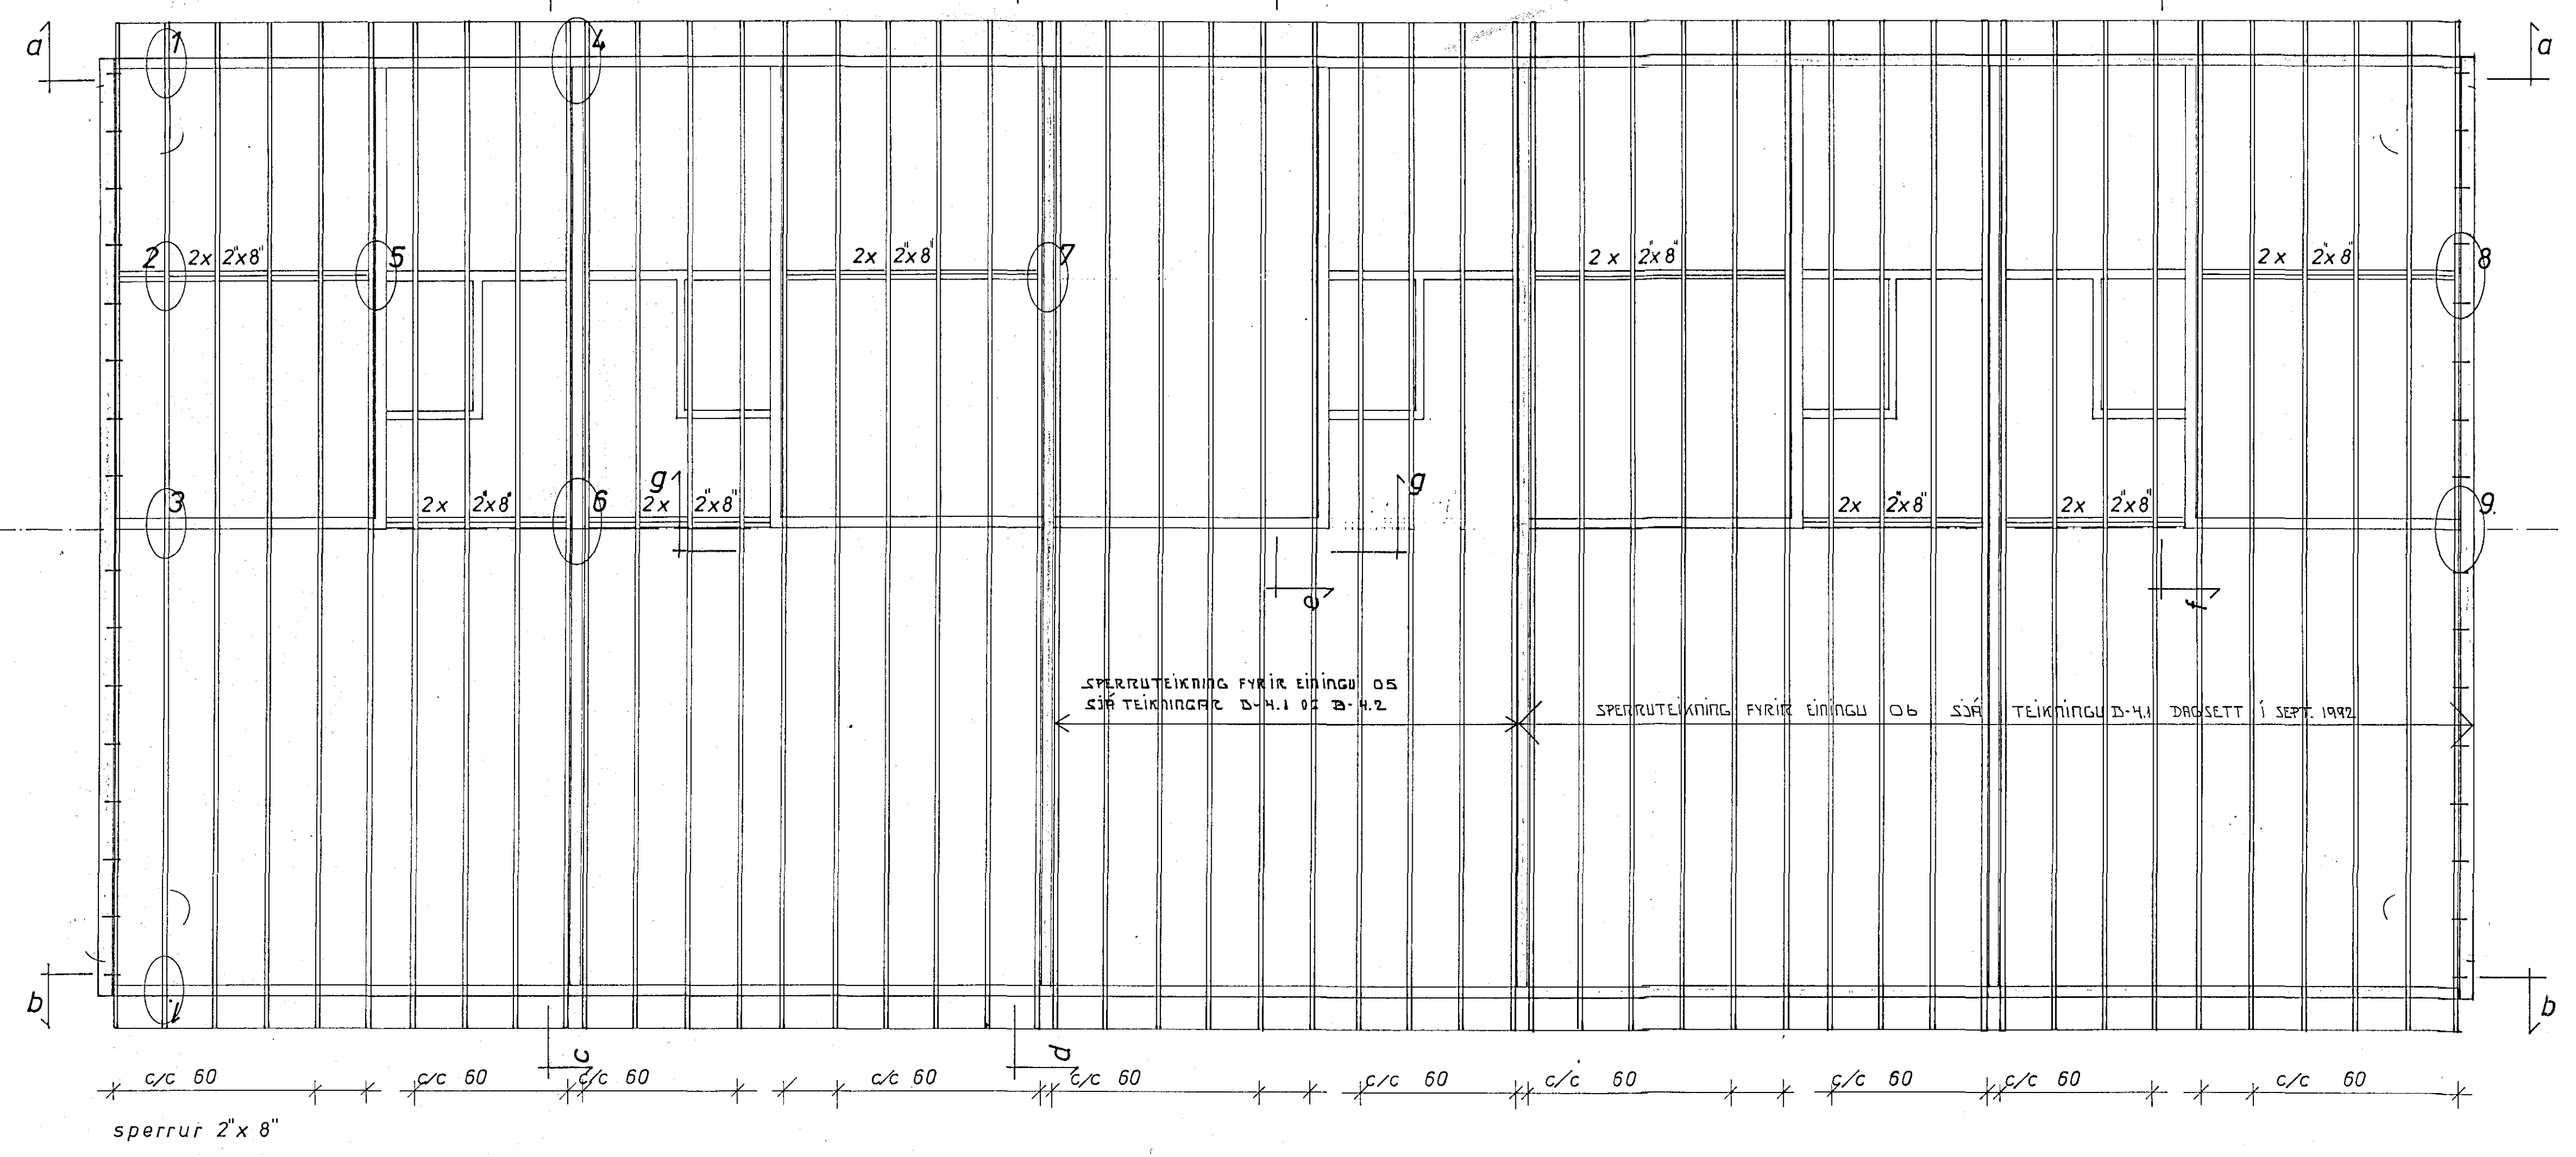 a
1
4
a
2
2x 2"x8"
5
2x 2"x8"
7
2x 2"x8"
2x 2"x8"
8
3
2x 2"x8"
6
g
2x 2"x8"
g
2x 2"x8"
2x 2"x8"
9.
e
f
SPERRUTEIKNING FYRIR EININGU 05
SJÁ TEIKNINGAR D-4.1 OG D-4.2
SPERRUTEIKNING FYRIR EININGU 06 SJÁ TEIKNINGU D-4.1 DAGSETT Í SEPT. 1992
b
i
b
c
d
c/c 60
c/c 60
c/c 60
c/c 60
c/c 60
c/c 60
c/c 60
c/c 60
c/c 60
c/c 60
sperrur 2"x 8"